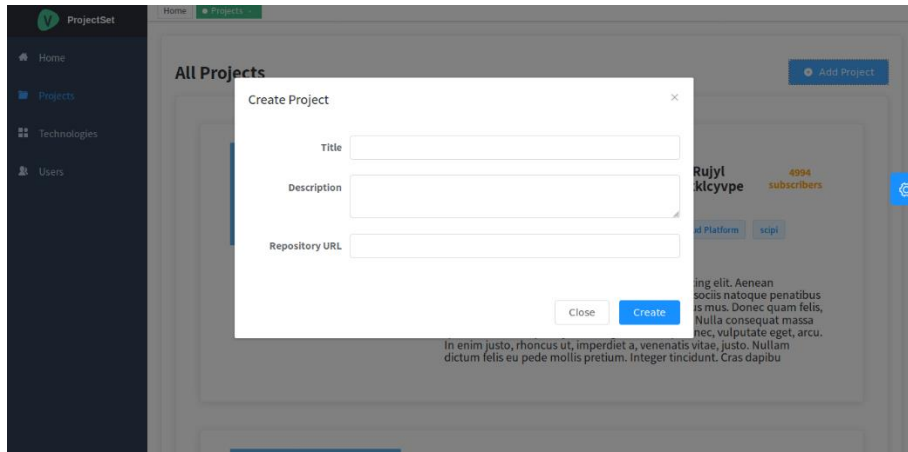 ProjectSet
Home
Projects
Technologies
Users
Home
Projects
All Projects
Add Project
Create Project
Title
Description
Repository URL
Close
Create
Rujyl
klcyvpe
4994
subscribers
ud Platform
scipi
ing elit. Aenean
sociis natoque penatibus
is mus. Donec quam felis,
Nulla consequat massa
nec, vulputate eget, arcu.
In enim justo, rhoncus ut, imperdiet a, venenatis vitae, justo. Nullam
dictum felis eu pede mollis pretium. Integer tincidunt. Cras dapibu